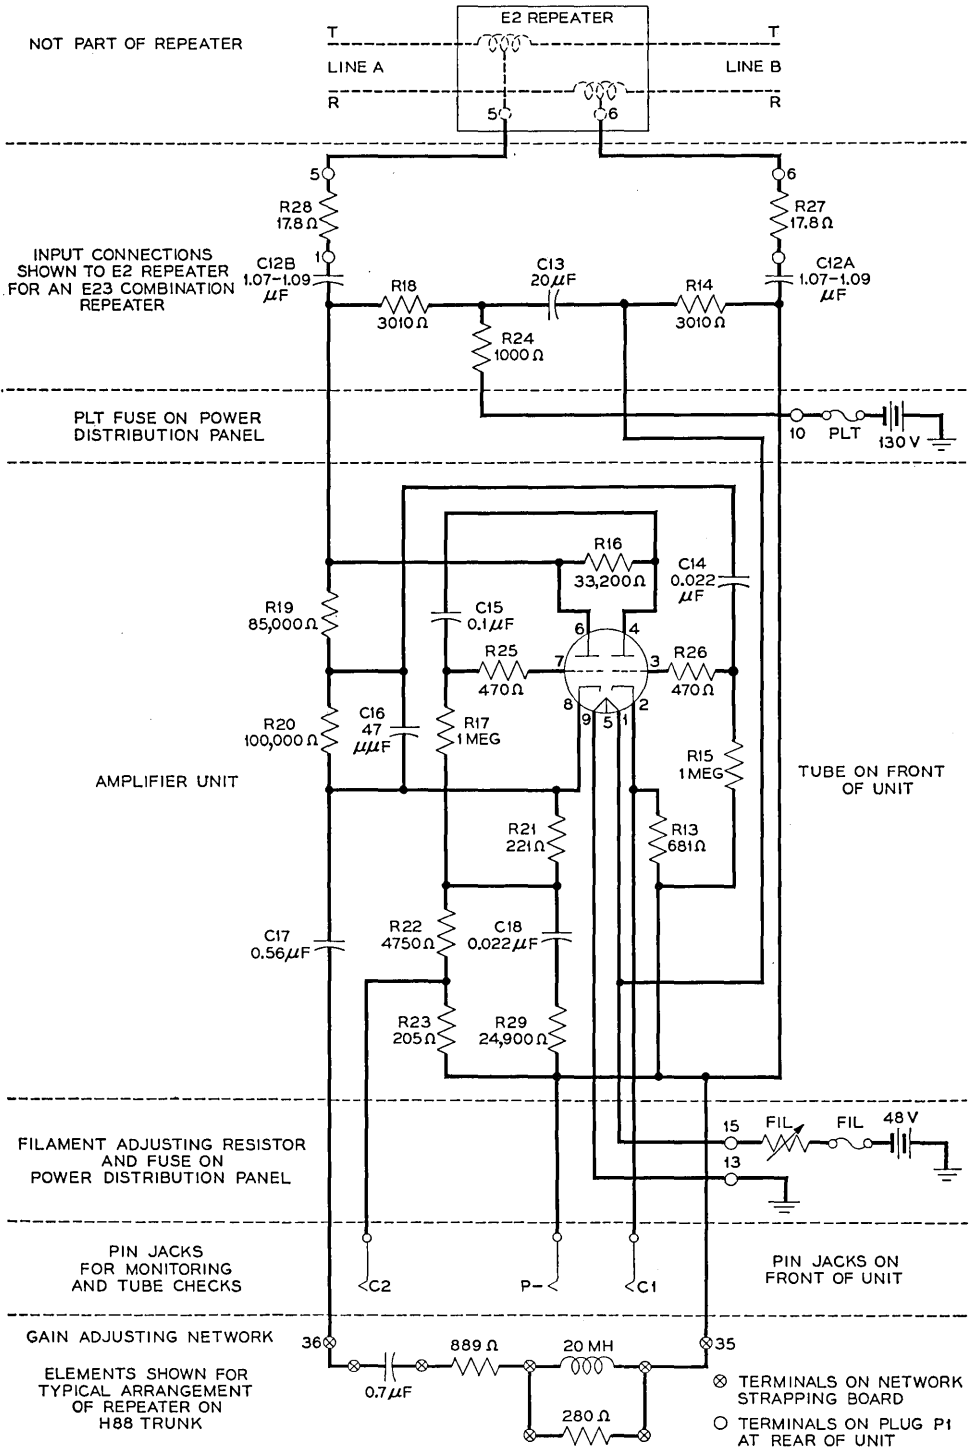 E2 REPEATER
NOT PART OF REPEATER
T
T
LINE A
LINE B
R
R
5
6
5
6
R28
17.8Ω
R27
17.8Ω
INPUT CONNECTIONS
SHOWN TO E2 REPEATER
FOR AN E23 COMBINATION
REPEATER
1
C12B
1.07-1.09
μF
C13
20μF
C12A
1.07-1.09
μF
R18
3010Ω
R14
3010Ω
R24
1000Ω
PLT FUSE ON POWER
DISTRIBUTION PANEL
10
PLT
130V
R16
33,200Ω
C14
0.022
μF
R19
85,000Ω
C15
0.1μF
6
4
R25
470Ω
7
3
R26
470Ω
8
9
5
1
2
R20
100,000Ω
C16
47
μμF
R17
1MEG
R15
1MEG
AMPLIFIER UNIT
TUBE ON FRONT
OF UNIT
R21
221Ω
R13
681Ω
C17
0.56μF
R22
4750Ω
C18
0.022μF
R23
205Ω
R29
24,900Ω
FILAMENT ADJUSTING RESISTOR
AND FUSE ON
POWER DISTRIBUTION PANEL
15
FIL
FIL
48V
13
PIN JACKS
FOR MONITORING
AND TUBE CHECKS
C2
P-
C1
PIN JACKS ON
FRONT OF UNIT
GAIN ADJUSTING NETWORK
36
35
889Ω
20 MH
0.7μF
280Ω
ELEMENTS SHOWN FOR
TYPICAL ARRANGEMENT
OF REPEATER ON
H88 TRUNK
TERMINALS ON NETWORK
STRAPPING BOARD
TERMINALS ON PLUG P1
AT REAR OF UNIT